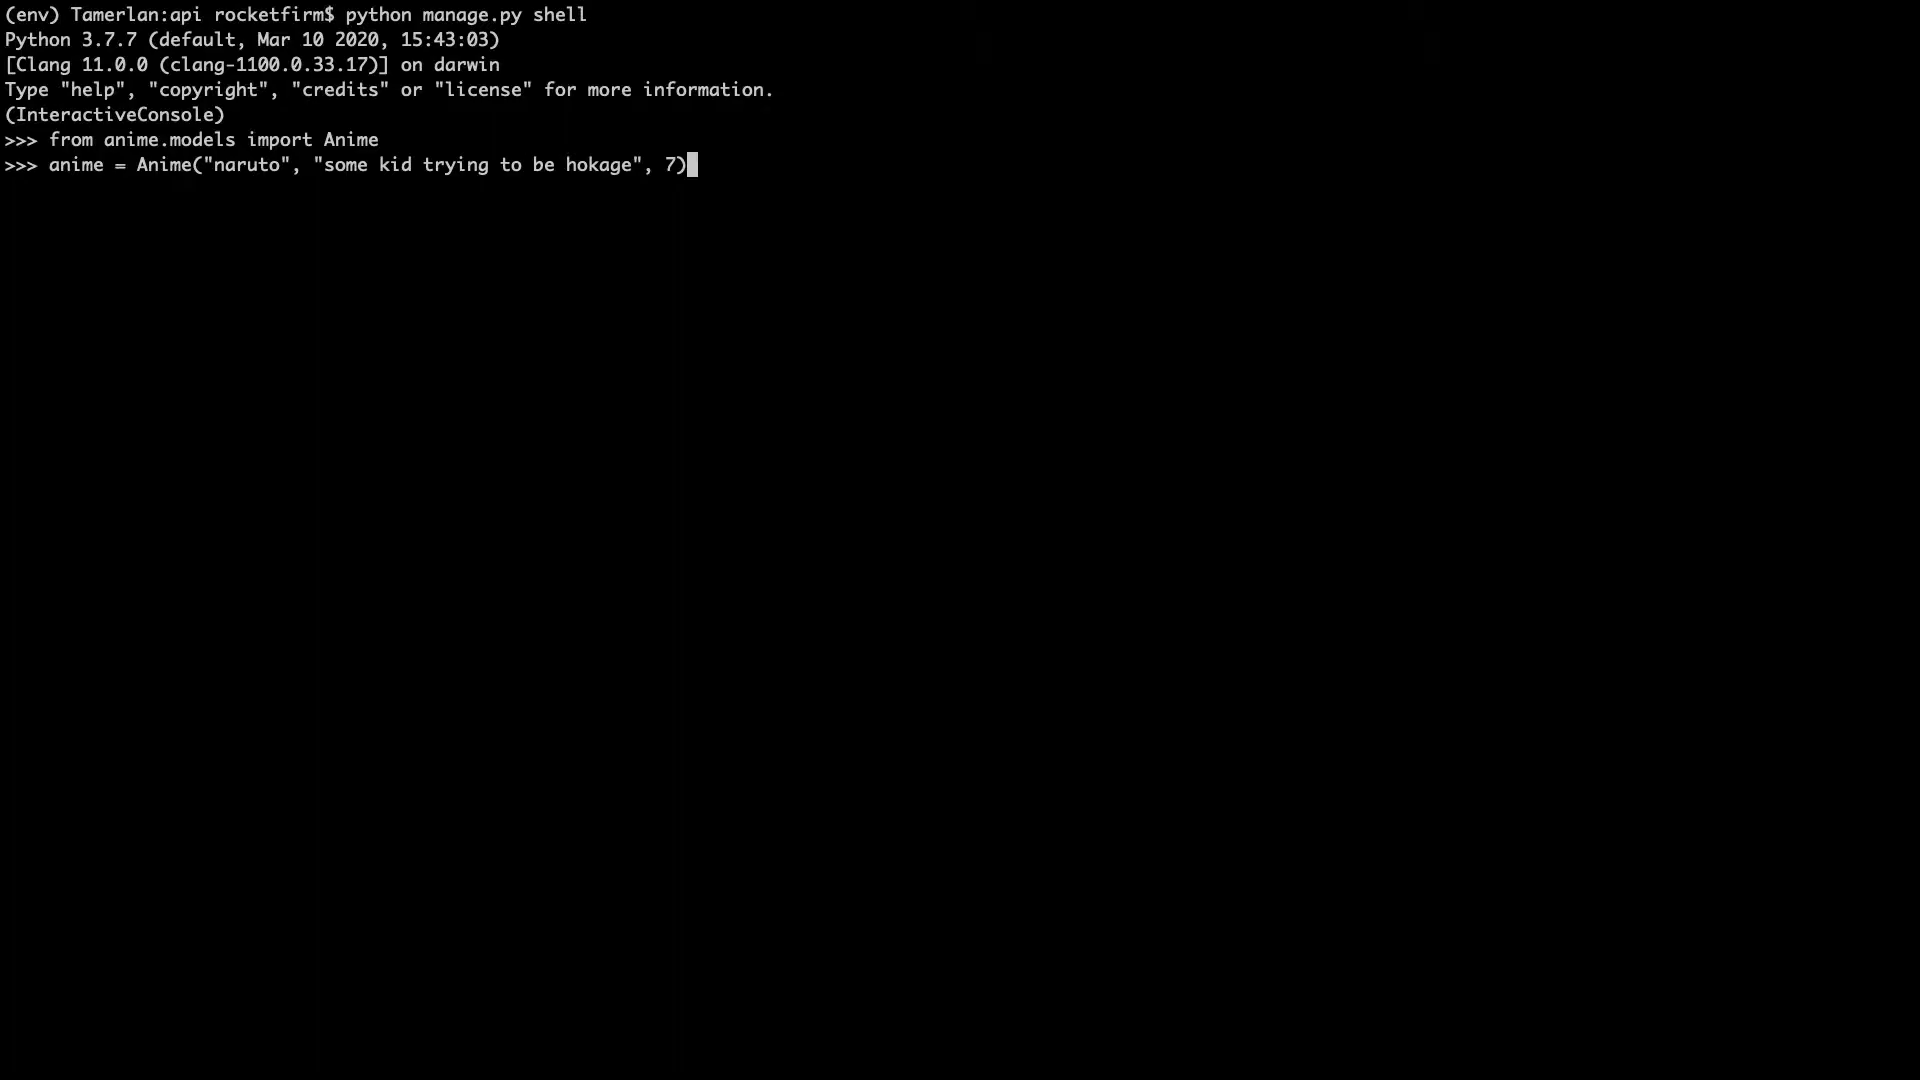 (env) Tamerlan:api rocketfirm$ python manage.py shell
Python 3.7.7 (default, Mar 10 2020, 15:43:03)
[Clang 11.0.0 (clang-1100.0.33.17)] on darwin
Type "help", "copyright", "credits" or "license" for more information.
(InteractiveConsole)
>>> from anime.models import Anime
>>> anime = Anime("naruto", "some kid trying to be hokage", 7)